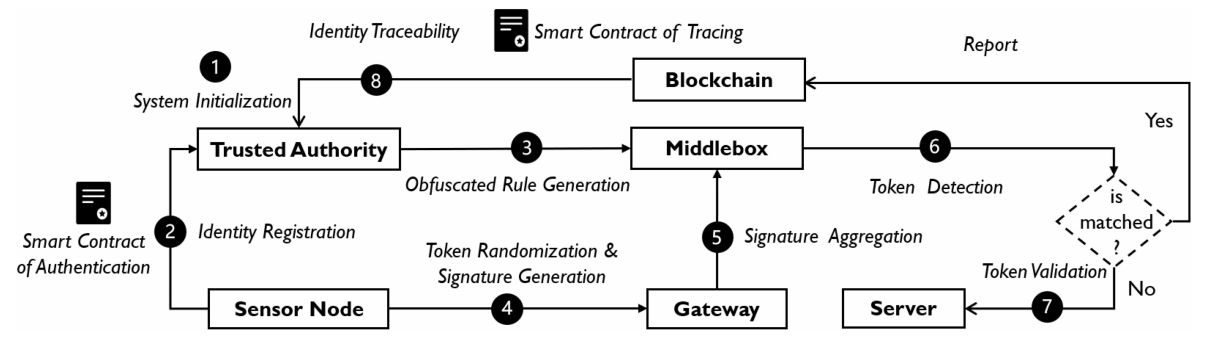 Identity Traceability
Smart Contract of Tracing
Report
1
8
Blockchain
System Initialization
Yes
Trusted Authority
3
Middlebox
6
Obfuscated Rule Generation
Token Detection
is
matched
?
2
Identity Registration
Smart Contract
of Authentication
5
Signature Aggregation
Token Randomization &
Signature Generation
Token Validation
No
Sensor Node
4
Gateway
Server
7